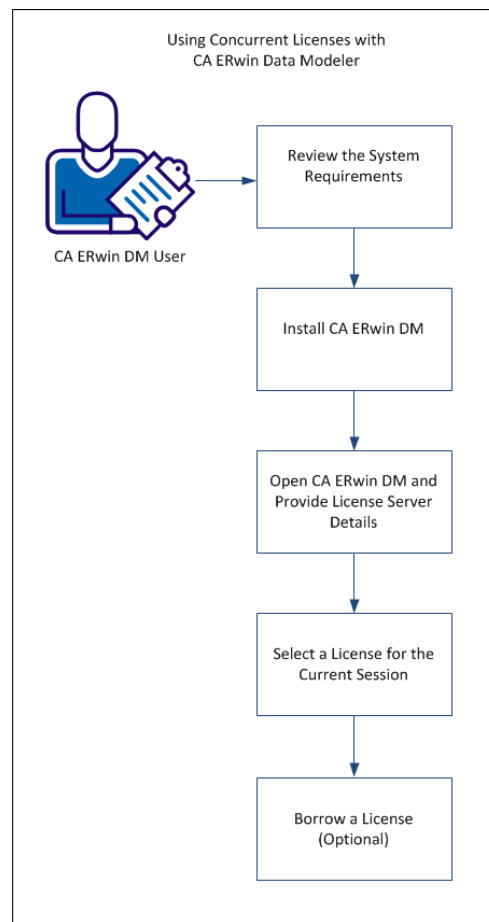 Using Concurrent Licenses with
CA ERwin Data Modeler
Review the System
Requirements
CA ERwin DM User
Install CA ERwin DM
Open CA ERwin DM and
Provide License Server
Details
Select a License for the
Current Session
Borrow a License
(Optional)